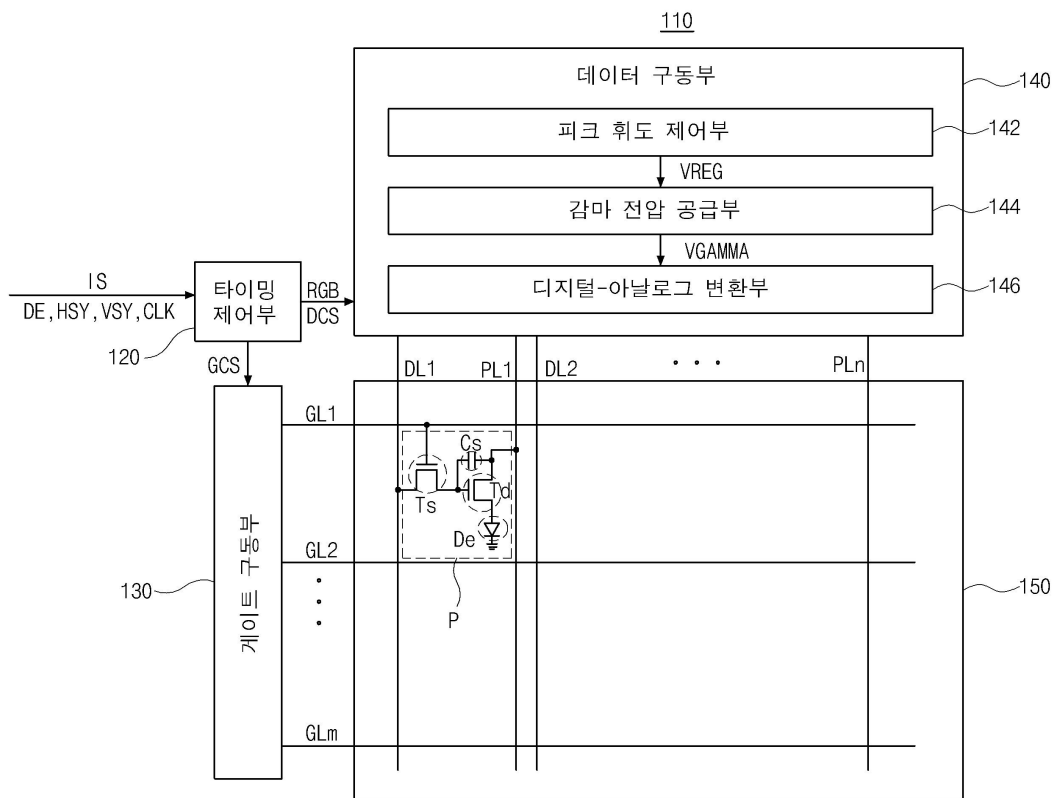 110
데이터 구동부
140
피크 휘도 제어부
142
VREG
감마 전압 공급부
144
VGAMMA
디지털-아날로그 변환부
146
IS
DE,HSY,VSY,CLK
타이밍
제어부
120
RGB
DCS
GCS
DL1
PL1
DL2
PLn
GL1
Cs
Ts
Td
De
GL2
P
게이트 구동부
130
150
GLm